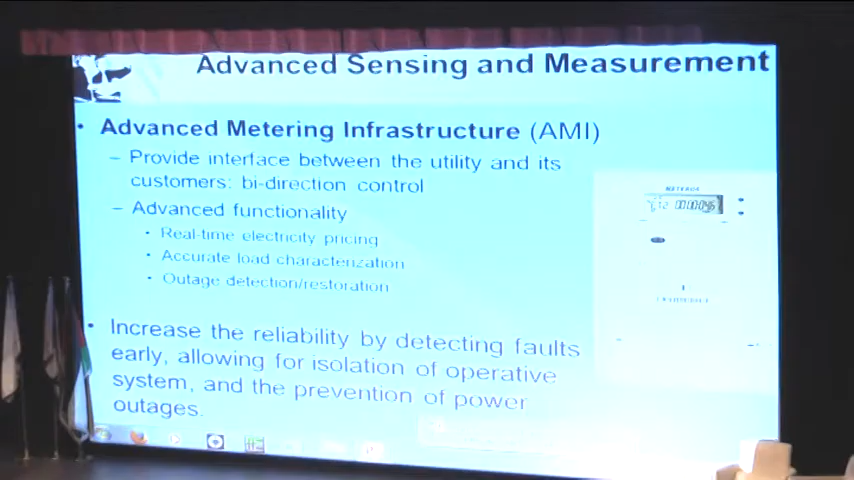 Advanced Sensing and Measurement
• Advanced Metering Infrastructure (AMI)
– Provide interface between the utility and its
customers: bi-direction control
– Advanced functionality
• Real-time electricity pricing
• Accurate load characterization
• Outage detection/restoration
• Increase the reliability by detecting faults
early, allowing for isolation of operative
system, and the prevention of power
outages.